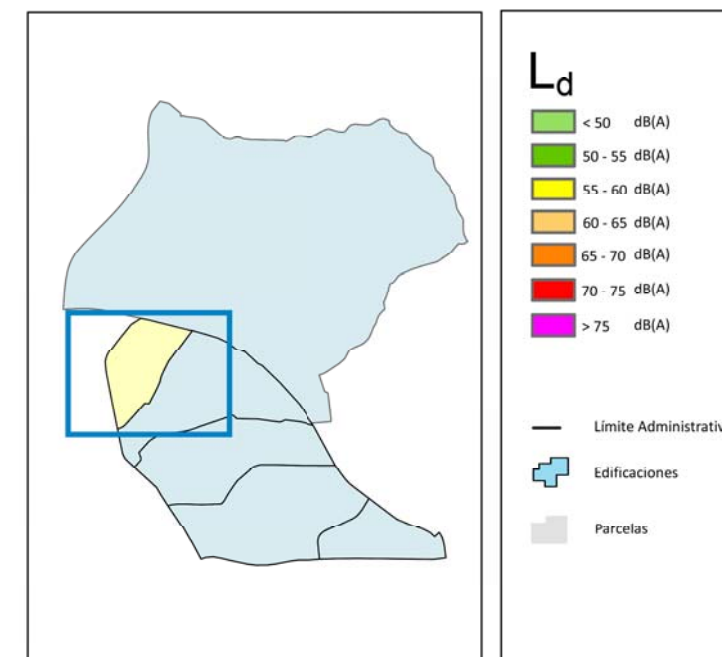 Ld
< 50 dB(A)
50 - 55 dB(A)
55 - 60 dB(A)
60 - 65 dB(A)
65 - 70 dB(A)
70 - 75 dB(A)
> 75 dB(A)
Límite Administrativ
Edificaciones
Parcelas